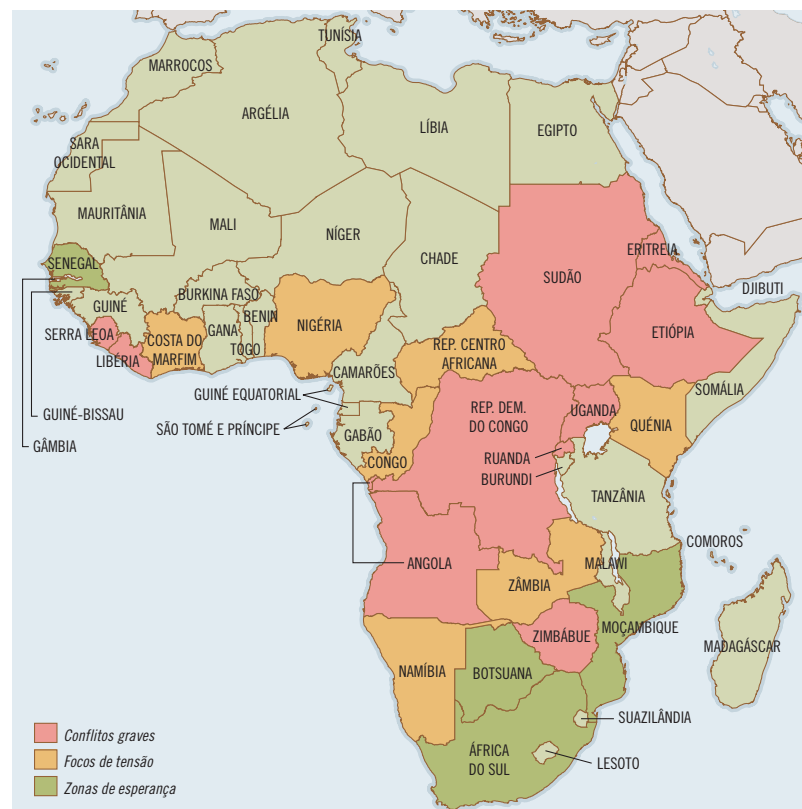 TUNÍSIA
MARROCOS
ARGÉLIA
LÍBIA
EGIPTO
SARA
OCIDENTAL
MAURITÂNIA
MALI
NÍGER
CHADE
SUDÃO
ERITREIA
DJIBUTI
SENEGAL
GUINÉ
BURKINA FASO
BENIN
NIGÉRIA
ETIÓPIA
SERRA LEOA
LIBÉRIA
COSTA DO
MARFIM
GANA
TOGO
REP. CENTRO
AFRICANA
CAMARÕES
SOMÁLIA
GUINÉ EQUATORIAL
SÃO TOMÉ E PRÍNCIPE
GUINÉ-BISSAU
GÂMBIA
GABÃO
CONGO
REP. DEM.
DO CONGO
UGANDA
QUÉNIA
RUANDA
BURUNDI
TANZÂNIA
COMOROS
ANGOLA
ZÂMBIA
MALAWI
MOÇAMBIQUE
ZIMBÁBUE
MADAGÁSCAR
NAMÍBIA
BOTSUANA
SUAZILÂNDIA
ÁFRICA
DO SUL
LESOTO
Conflitos graves
Focos de tensão
Zonas de esperança